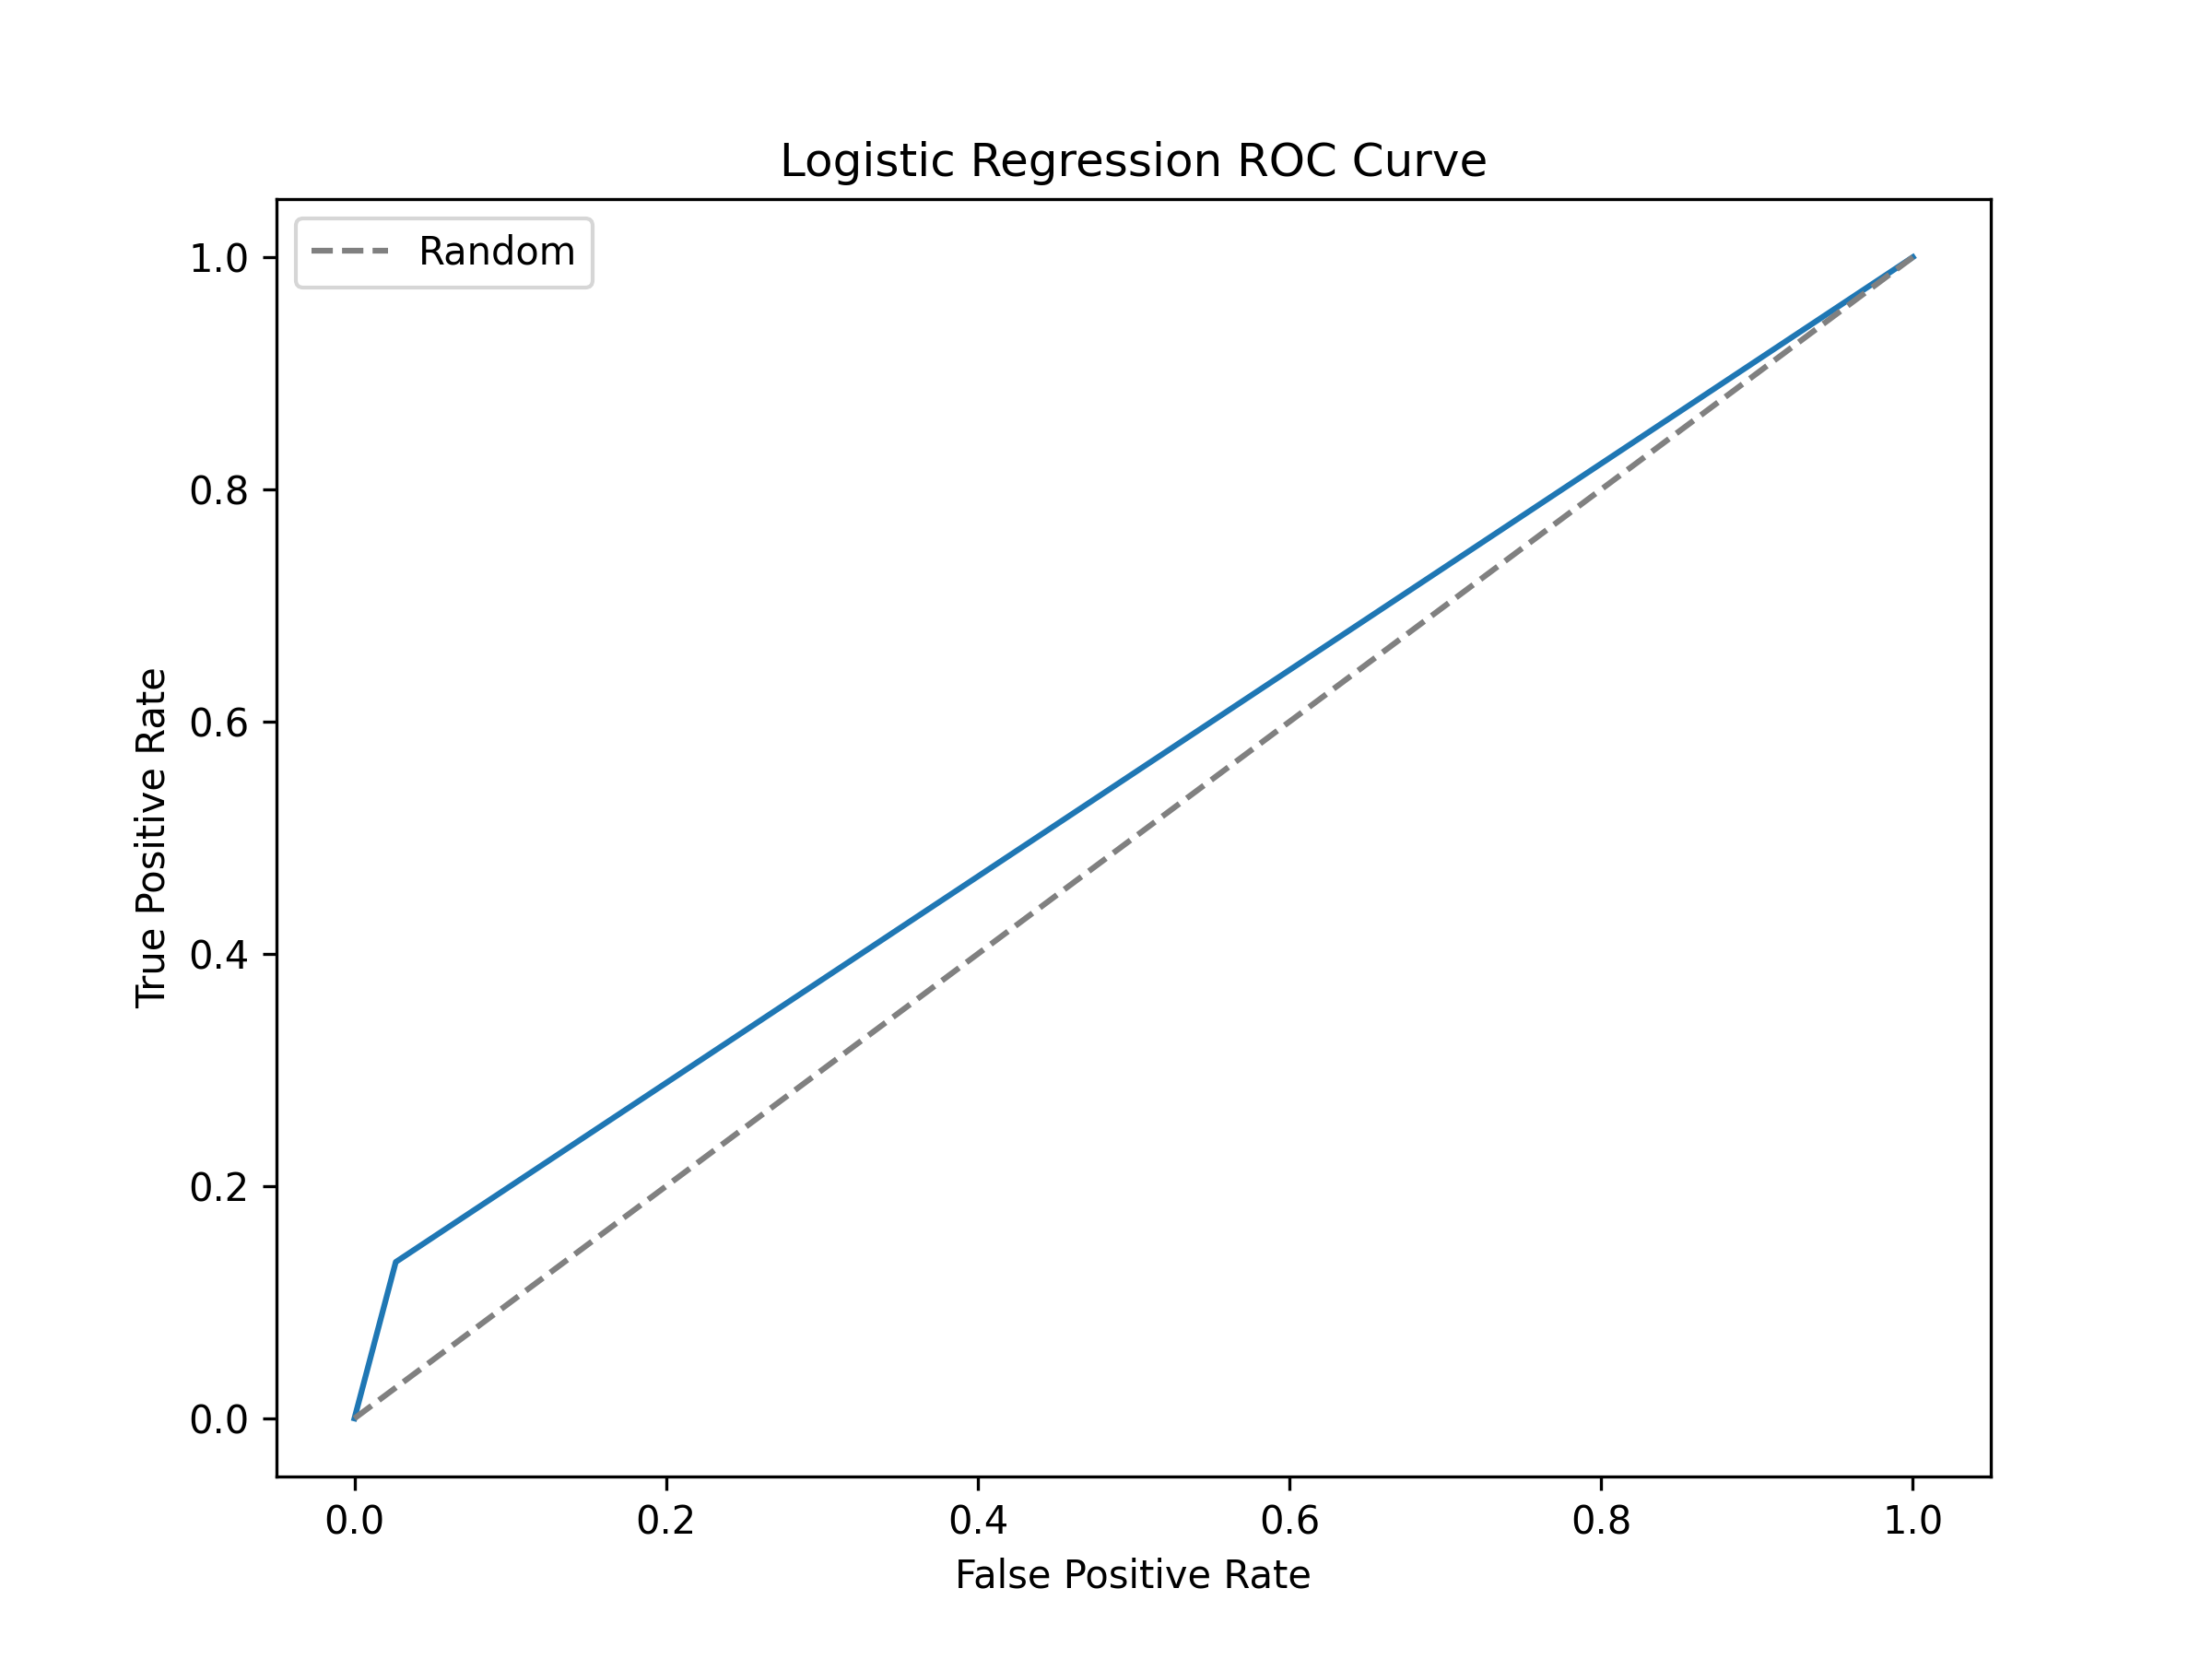 Logistic Regression ROC Curve
Random
1.0
0.8
0.6
0.4
0.2
0.0
True Positive Rate
0.0 0.2 0.4 0.6 0.8 1.0
False Positive Rate